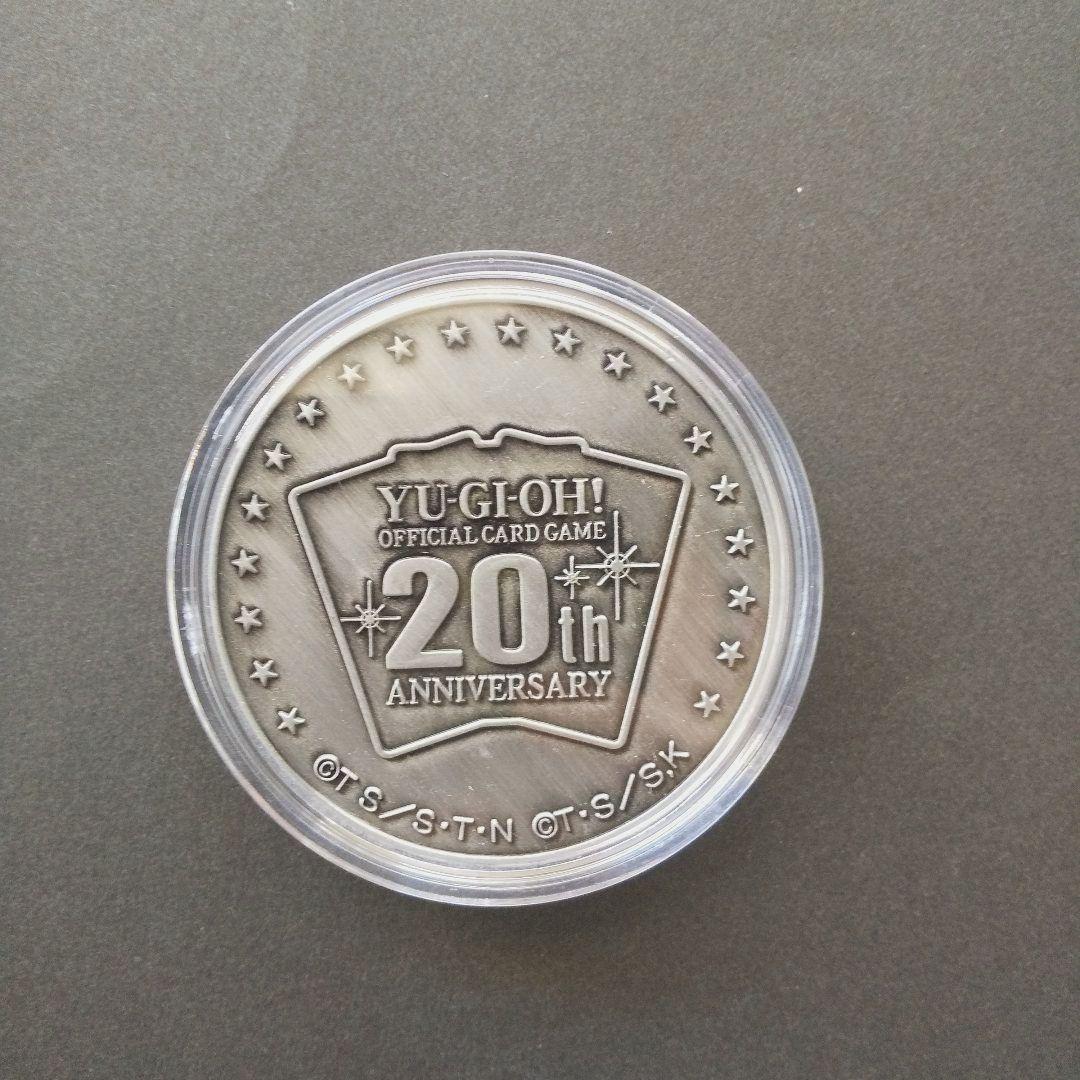 YU-GI-OH!
OFFICIAL CARD GAME
20th
ANNIVERSARY
©T S/S・T・N ©T・S/S,K